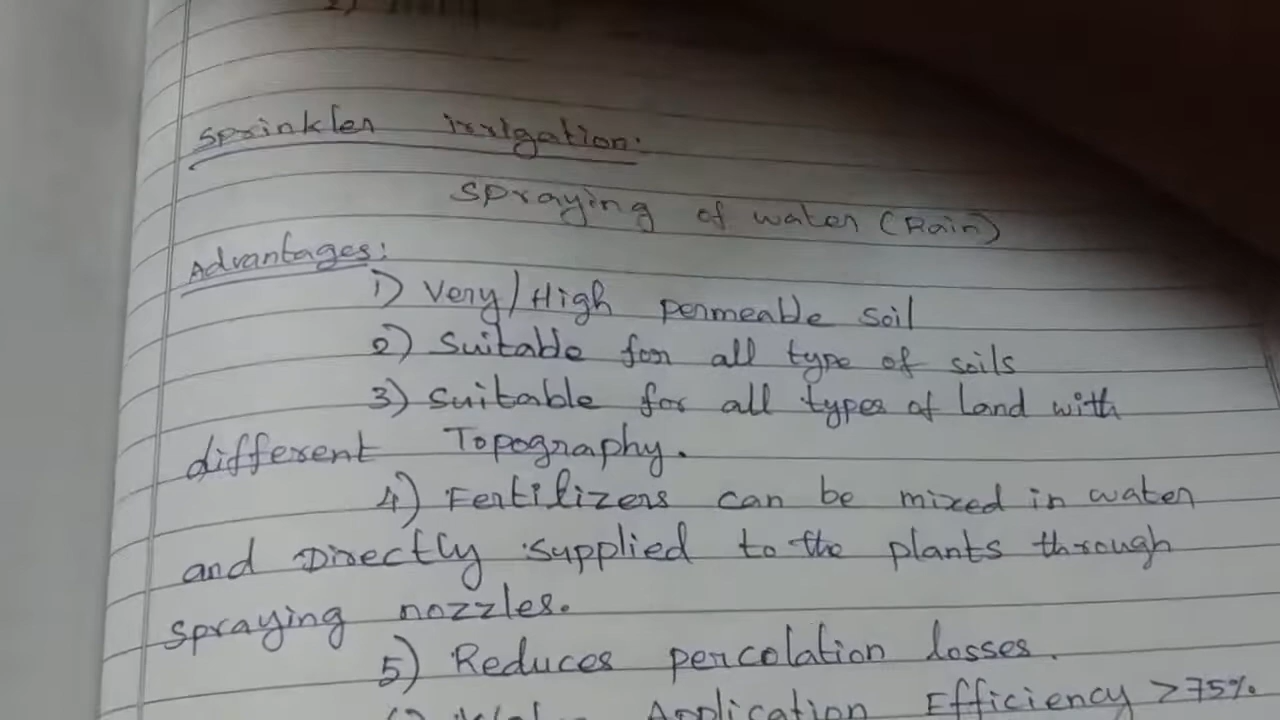 Sprinkler irrigation:
Spraying of water (Rain)
Advantages:
1) Very/High permeable soil
2) Suitable for all type of soils
3) Suitable for all types of Land with
different Topography.
4) Fertilizers can be mixed in water
and Directly supplied to the plants through
spraying nozzles.
5) Reduces percolation losses.
Application Efficiency >75%.